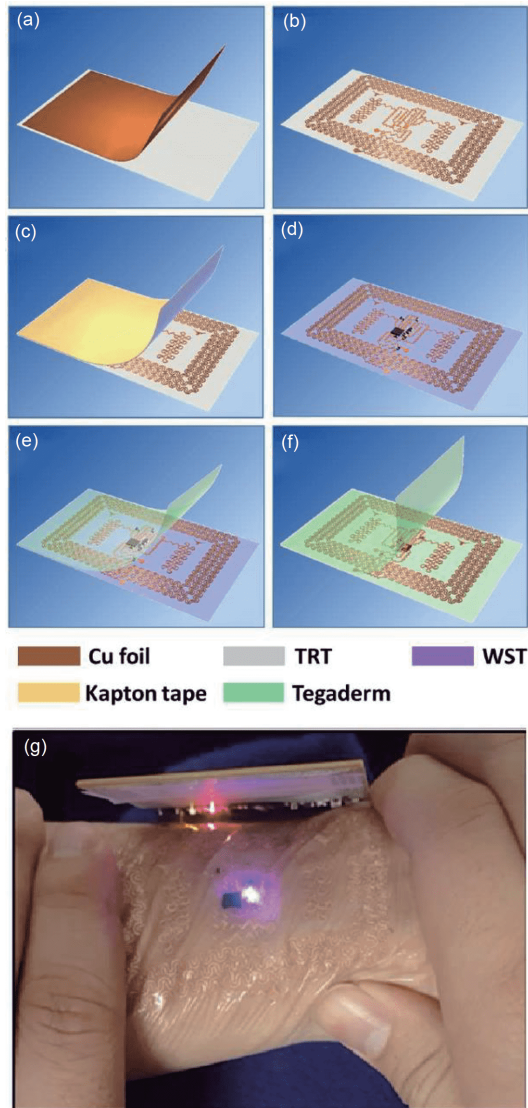 (a)
(b)
(c)
(d)
(e)
(f)
Cu foil TRT WST
Kapton tape Tegaderm
(g)